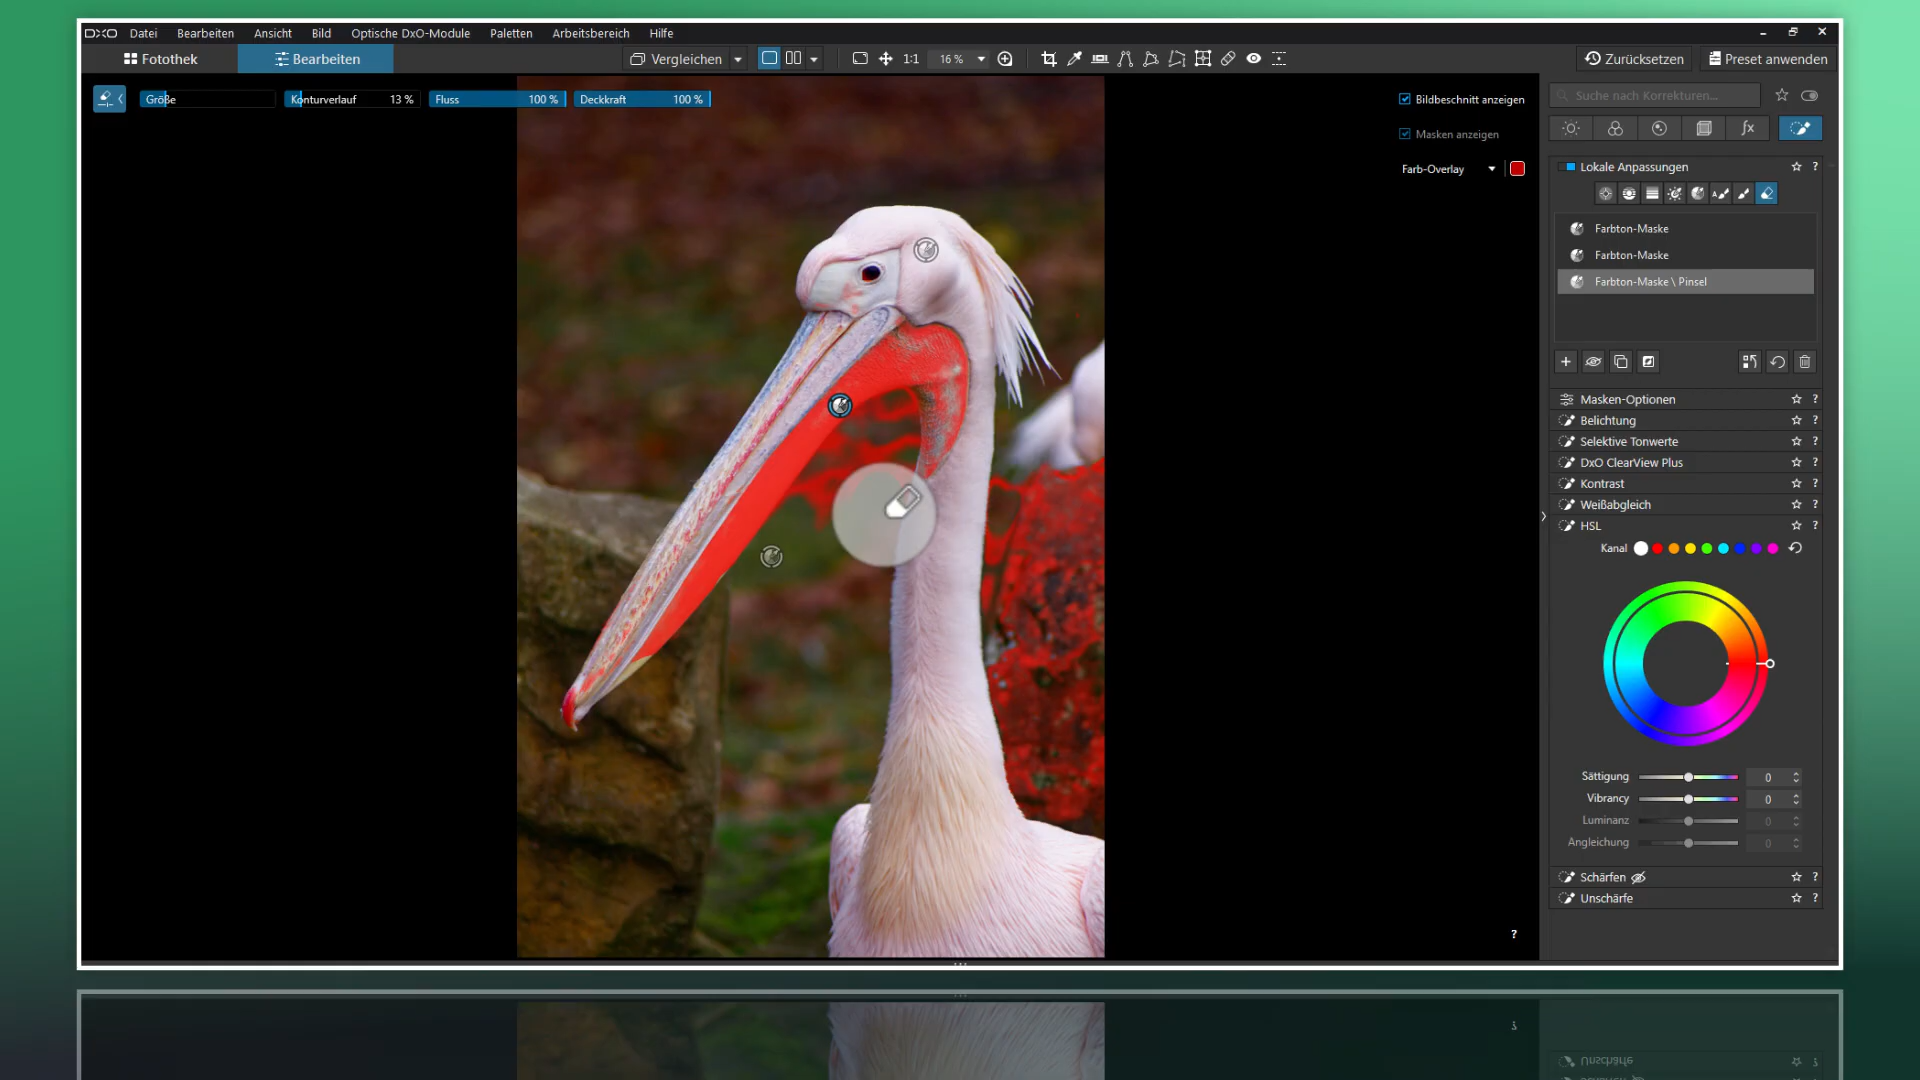 DXO Datei Bearbeiten Ansicht Bild Optische DxO-Module Paletten Arbeitsbereich Hilfe
Fotothek Bearbeiten Vergleichen 1:1 16 % Zurücksetzen Preset anwenden
Größe Konturverlauf 13 % Fluss 100 % Deckkraft 100 %
Bildbeschnitt anzeigen
Masken anzeigen
Farb-Overlay
Suche nach Korrekturen...
fx
Lokale Anpassungen ?
A
Farbton-Maske
Farbton-Maske
Farbton-Maske \ Pinsel
Masken-Optionen ?
Belichtung ?
Selektive Tonwerte ?
DxO ClearView Plus ?
Kontrast ?
Weißabgleich ?
HSL ?
Kanal
Sättigung 0
Vibrancy 0
Luminanz 0
Angleichung 0
Schärfen ?
Unschärfe ?
?
Unschärfe